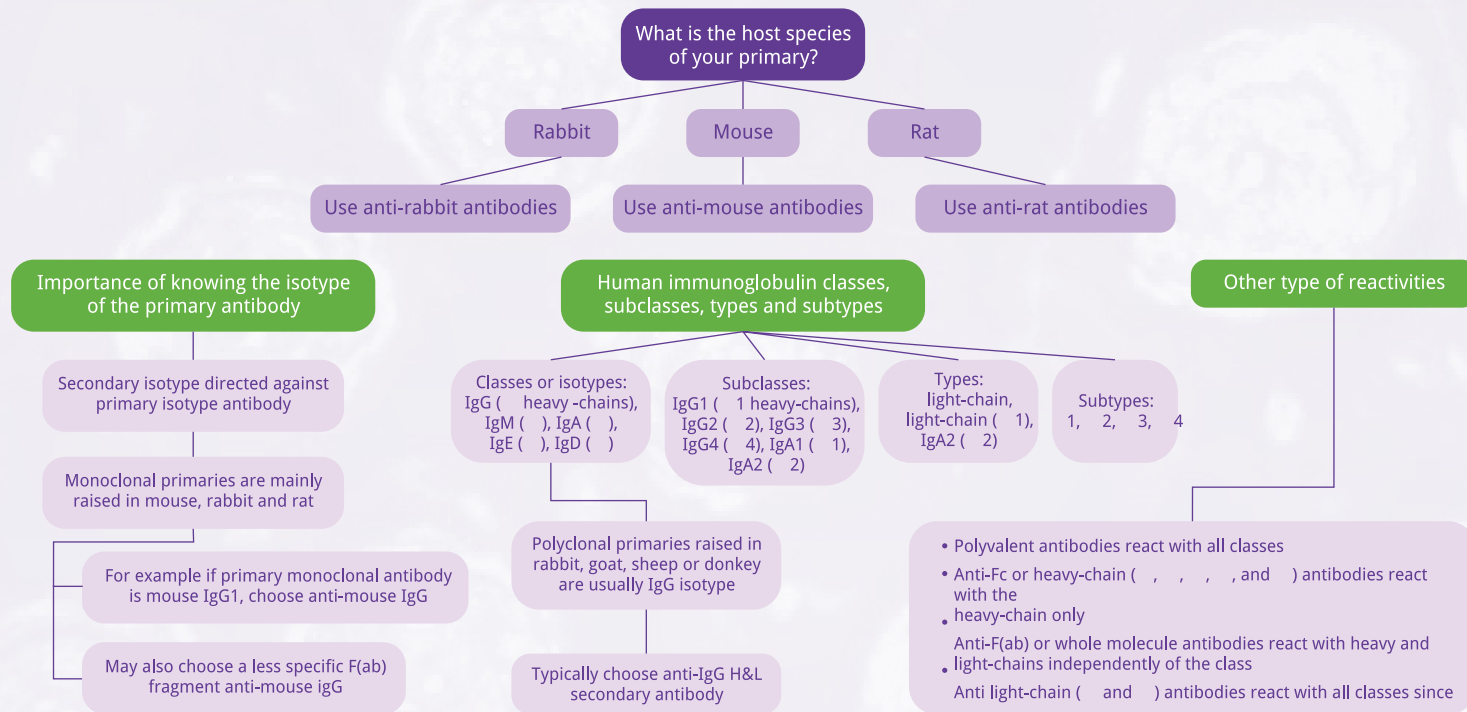 What is the host species
of your primary?
Rabbit
Mouse
Rat
Use anti-rabbit antibodies
Use anti-mouse antibodies
Use anti-rat antibodies
Importance of knowing the isotype
of the primary antibody
Secondary isotype directed against
primary isotype antibody
Monoclonal primaries are mainly
raised in mouse, rabbit and rat
For example if primary monoclonal antibody
is mouse IgG1, choose anti-mouse IgG
May also choose a less specific F(ab)
fragment anti-mouse igG
Human immunoglobulin classes,
subclasses, types and subtypes
Classes or isotypes:
IgG (   heavy -chains),
IgM (   ), IgA (   ),
IgE (   ), IgD (   )
Polyclonal primaries raised in
rabbit, goat, sheep or donkey
are usually IgG isotype
Typically choose anti-IgG H&L
secondary antibody
Subclasses:
IgG1 (   1 heavy-chains),
IgG2 (   2), IgG3 (   3),
IgG4 (   4), IgA1 (   1),
IgA2 (   2)
Types:
light-chain,
light-chain (   1),
IgA2 (   2)
Subtypes:
1,   2,   3,   4
Other type of reactivities
• Polyvalent antibodies react with all classes
• Anti-Fc or heavy-chain (   ,   ,   ,   , and   ) antibodies react
with the
• heavy-chain only
Anti-F(ab) or whole molecule antibodies react with heavy and
• light-chains independently of the class
Anti light-chain (   and   ) antibodies react with all classes since